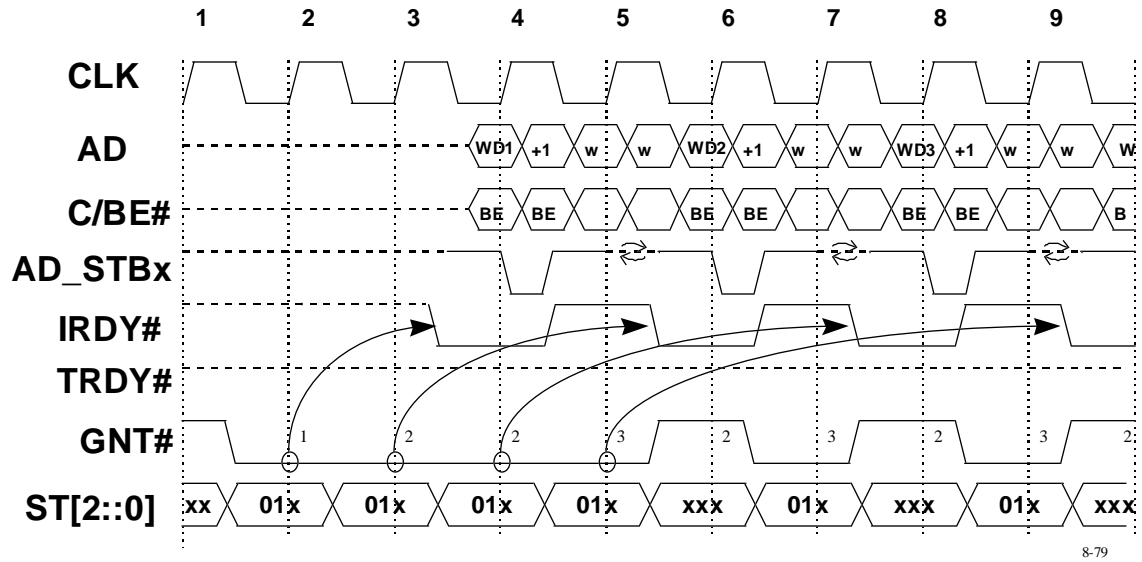 1 2 3 4 5 6 7 8 9
CLK
AD WD1 +1 w w WD2 +1 w w WD3 +1 w w W
C/BE# BE BE BE BE BE BE B
AD_STBx
IRDY#
TRDY#
GNT# 1 2 2 3 2 3 2 3 2
ST[2::0] xx 01x 01x 01x 01x xxx 01x xxx 01x xxx
8-79